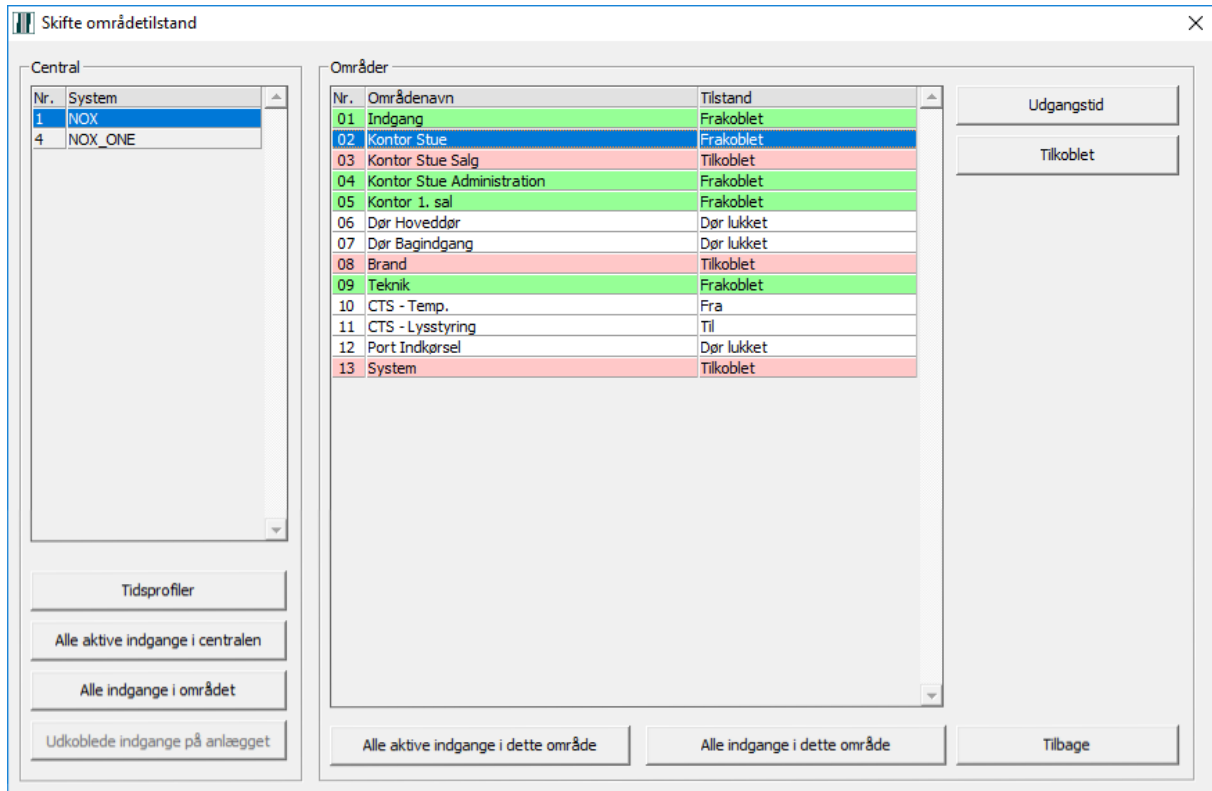 Skifte områdetilstand
Central
Nr. System
1 NOX
4 NOX_ONE
Tidsprofiler
Alle aktive indgange i centralen
Alle indgange i området
Udkoblede indgange på anlægget
Områder
Nr. Områdenavn Tilstand
01 Indgang Frakoblet
02 Kontor Stue Frakoblet
03 Kontor Stue Salg Tilkoblet
04 Kontor Stue Administration Frakoblet
05 Kontor 1. sal Frakoblet
06 Dør Hoveddør Dør lukket
07 Dør Bagindgang Dør lukket
08 Brand Tilkoblet
09 Teknik Frakoblet
10 CTS - Temp. Fra
11 CTS - Lysstyring Til
12 Port Indkørsel Dør lukket
13 System Tilkoblet
Alle aktive indgange i dette område
Alle indgange i dette område
Udgangstid
Tilkoblet
Tilbage